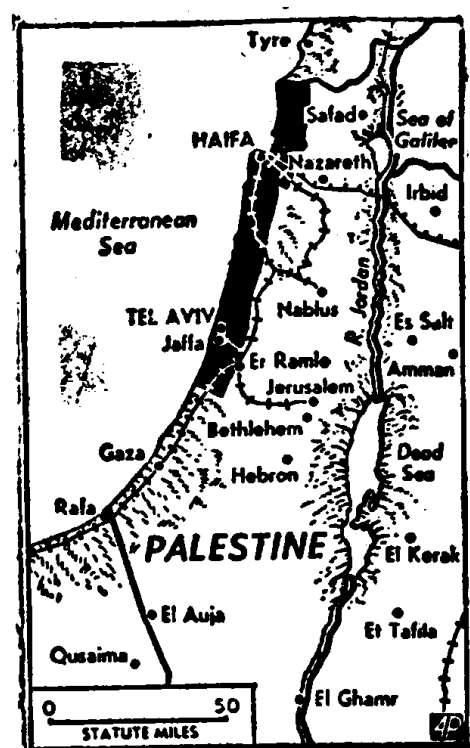 Tyre
Safad
Sea of
Galilee
HAIFA
Nazareth
Irbid
Mediterranean
Sea
R. Jordan
Nablus
TEL AVIV
Jaffa
Es Salt
Er Ramle
Amman
Jerusalem
Bethlehem
Gaza
Hebron
Dead
Sea
Rafa
PALESTINE
El Kerak
El Auja
Et Tafila
Qusaima
El Ghamr
0 50
STATUTE MILES